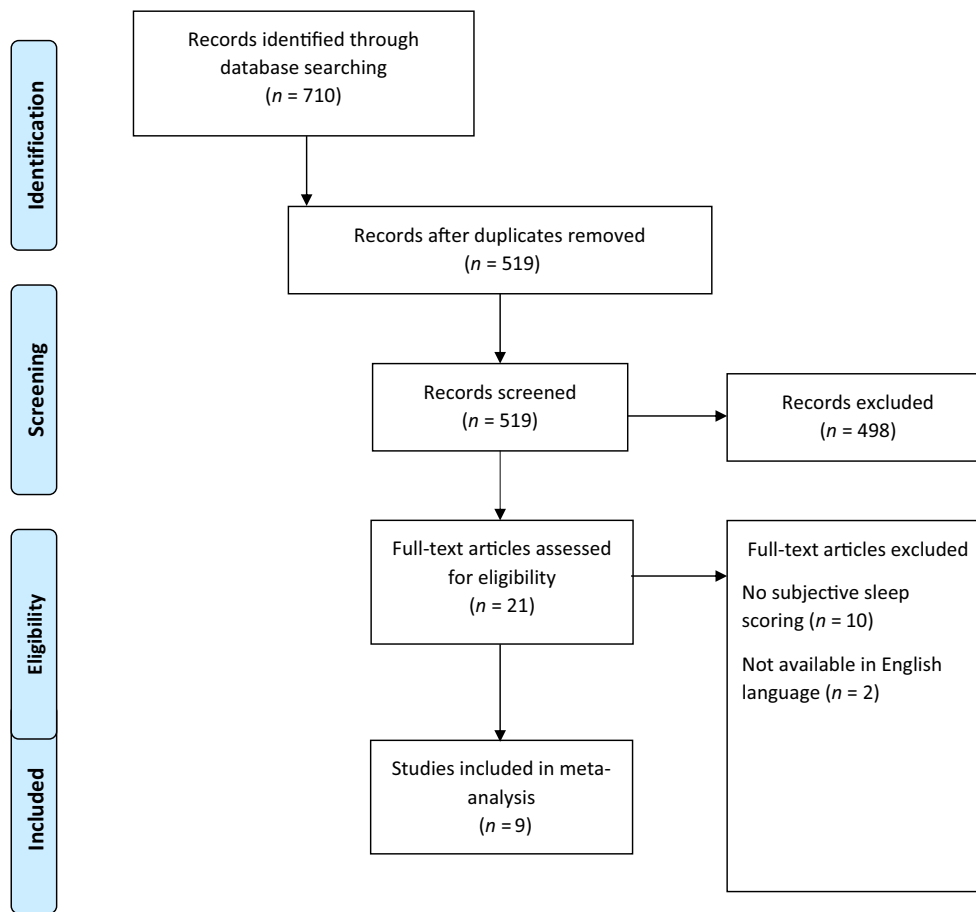 Identification
Records identified through
database searching
(n = 710)
Records after duplicates removed
(n = 519)
Screening
Records screened
(n = 519)
Records excluded
(n = 498)
Eligibility
Full-text articles assessed
for eligibility
(n = 21)
Full-text articles excluded
No subjective sleep
scoring (n = 10)
Not available in English
language (n = 2)
Included
Studies included in meta-
analysis
(n = 9)